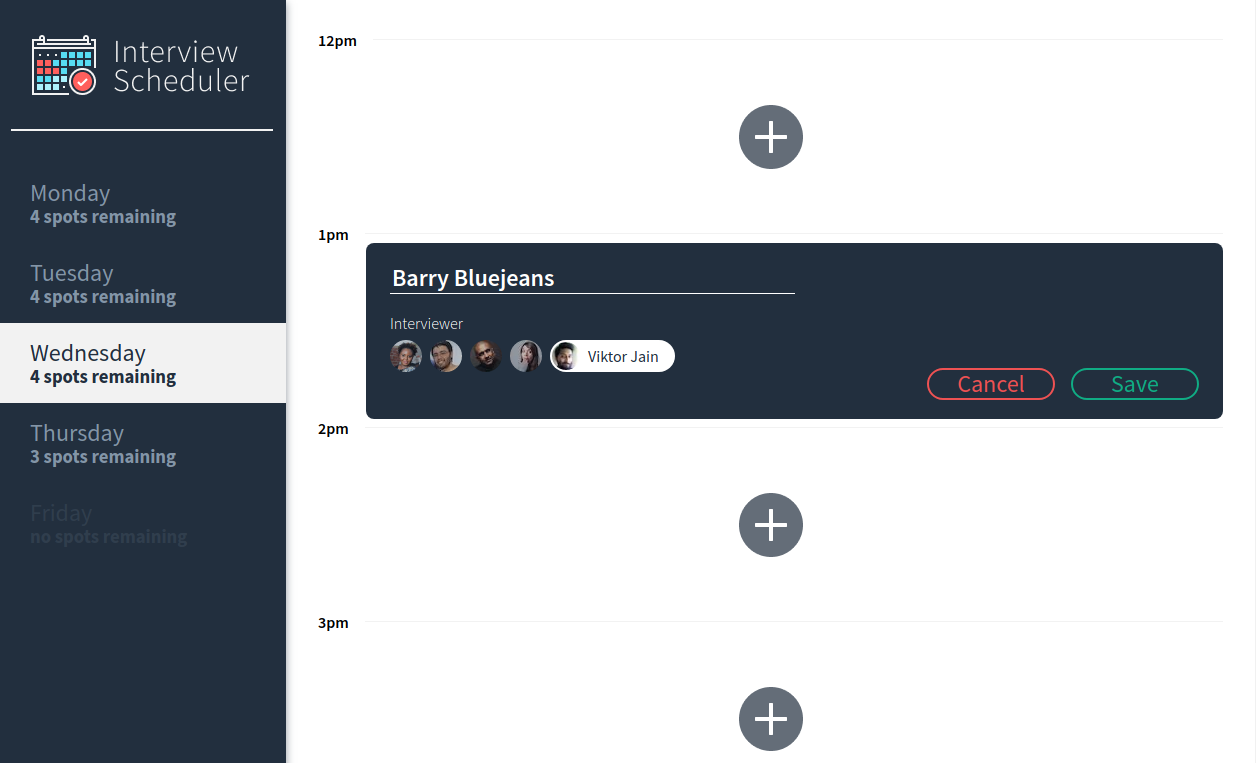 Interview
Scheduler
Monday
4 spots remaining
Tuesday
4 spots remaining
Wednesday
4 spots remaining
Thursday
3 spots remaining
Friday
no spots remaining
12pm
1pm
Barry Bluejeans
Interviewer
Viktor Jain
Cancel
Save
2pm
3pm